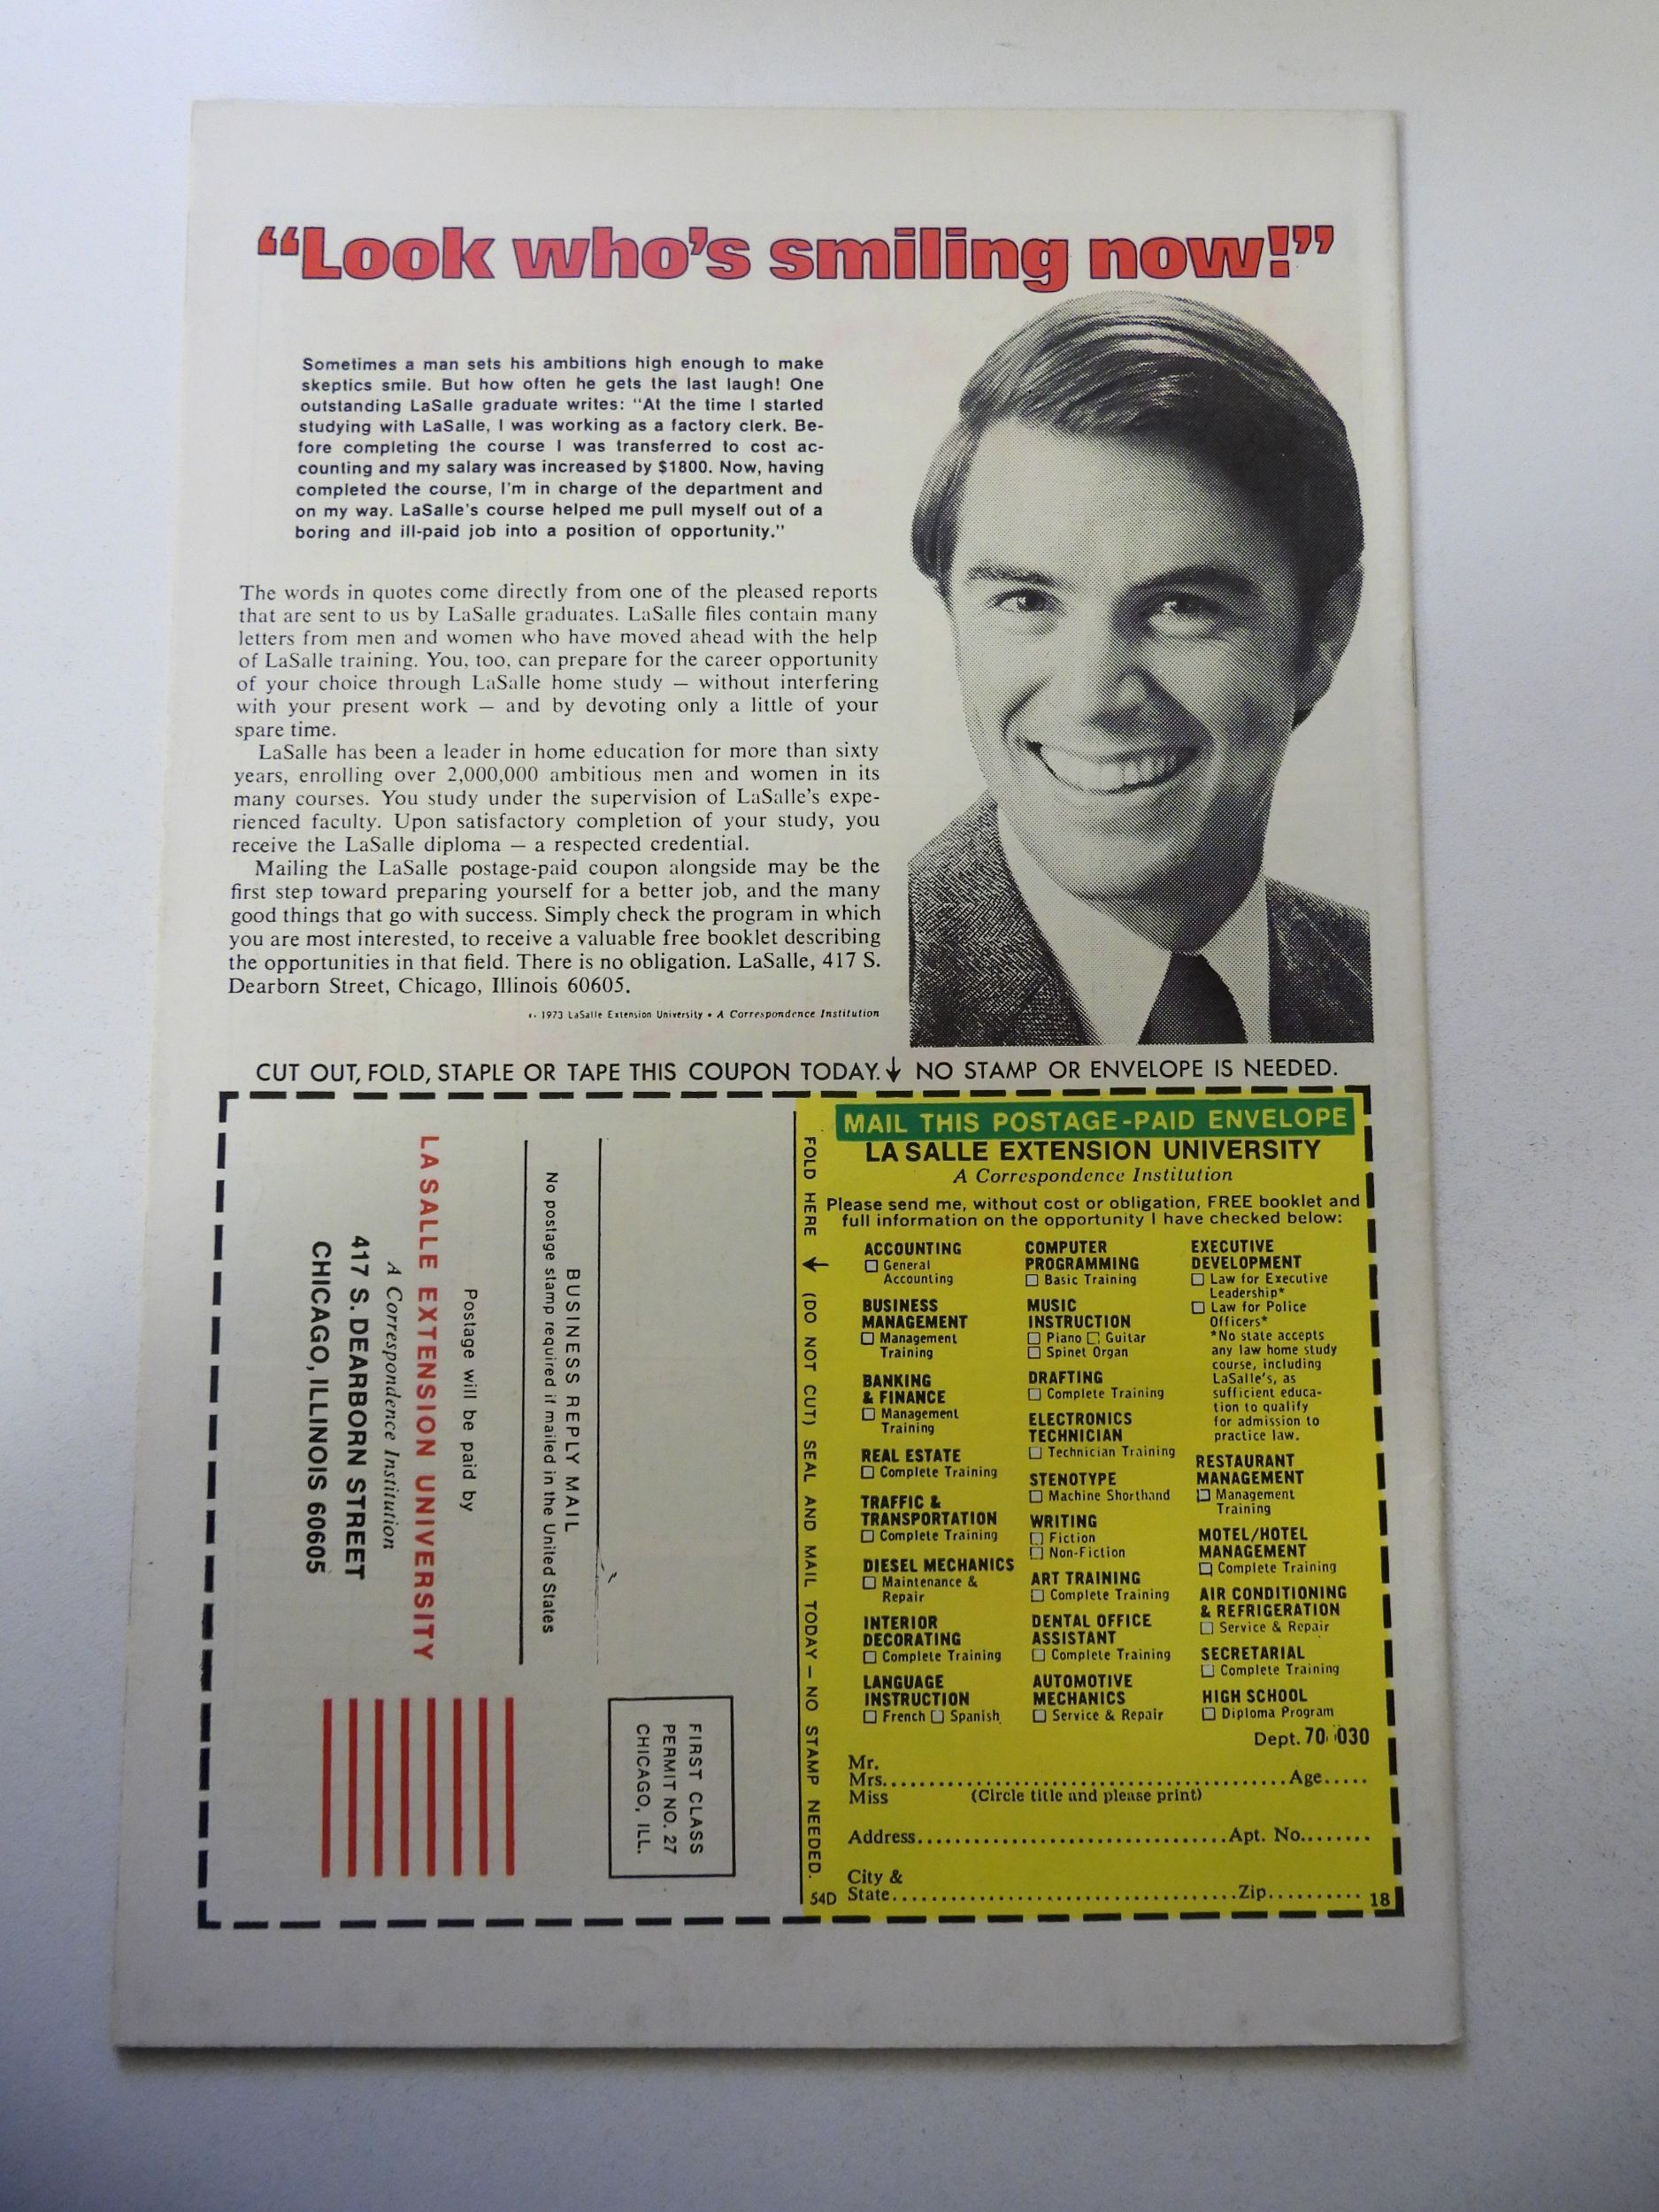 “Look who’s smiling now!”
Sometimes a man sets his ambitions high enough to make
skeptics smile. But how often he gets the last laugh! One
outstanding LaSalle graduate writes: "At the time I started
studying with LaSalle, I was working as a factory clerk. Be-
fore completing the course I was transferred to cost ac-
counting and my salary was increased by $1800. Now, having
completed the course, I'm in charge of the department and
on my way. LaSalle's course helped me pull myself out of a
boring and ill-paid job into a position of opportunity."
The words in quotes come directly from one of the pleased reports
that are sent to us by LaSalle graduates. LaSalle files contain many
letters from men and women who have moved ahead with the help
of LaSalle training. You, too, can prepare for the career opportunity
of your choice through LaSalle home study — without interfering
with your present work — and by devoting only a little of your
spare time.
LaSalle has been a leader in home education for more than sixty
years, enrolling over 2,000,000 ambitious men and women in its
many courses. You study under the supervision of LaSalle's expe-
rienced faculty. Upon satisfactory completion of your study, you
receive the LaSalle diploma — a respected credential.
Mailing the LaSalle postage-paid coupon alongside may be the
first step toward preparing yourself for a better job, and the many
good things that go with success. Simply check the program in which
you are most interested, to receive a valuable free booklet describing
the opportunities in that field. There is no obligation. LaSalle, 417 S.
Dearborn Street, Chicago, Illinois 60605.
1973 LaSalle Extension University • A Correspondence Institution
CUT OUT, FOLD, STAPLE OR TAPE THIS COUPON TODAY. ↓ NO STAMP OR ENVELOPE IS NEEDED.
FIRST CLASS
PERMIT NO. 27
CHICAGO, ILL.
BUSINESS REPLY MAIL
No postage stamp required if mailed in the United States
Postage will be paid by
LA SALLE EXTENSION UNIVERSITY
A Correspondence Institution
417 S. DEARBORN STREET
CHICAGO, ILLINOIS 60605
FOLD HERE ↓ (DO NOT CUT) SEAL AND MAIL TODAY – NO STAMP NEEDED.
MAIL THIS POSTAGE-PAID ENVELOPE
LA SALLE EXTENSION UNIVERSITY
A Correspondence Institution
Please send me, without cost or obligation, FREE booklet and
full information on the opportunity I have checked below:
ACCOUNTING
☐ General
Accounting
BUSINESS
MANAGEMENT
☐ Management
Training
BANKING
& FINANCE
☐ Management
Training
REAL ESTATE
☐ Complete Training
TRAFFIC &
TRANSPORTATION
☐ Complete Training
DIESEL MECHANICS
☐ Maintenance &
Repair
INTERIOR
DECORATING
☐ Complete Training
LANGUAGE
INSTRUCTION
☐ French ☐ Spanish
COMPUTER
PROGRAMMING
☐ Basic Training
MUSIC
INSTRUCTION
☐ Piano ☐ Guitar
☐ Spinet Organ
DRAFTING
☐ Complete Training
ELECTRONICS
TECHNICIAN
☐ Technician Training
STENOTYPE
☐ Machine Shorthand
WRITING
☐ Fiction
☐ Non-Fiction
ART TRAINING
☐ Complete Training
DENTAL OFFICE
ASSISTANT
☐ Complete Training
AUTOMOTIVE
MECHANICS
☐ Service & Repair
EXECUTIVE
DEVELOPMENT
☐ Law for Executive
Leadership*
☐ Law for Police
Officers*
*No state accepts
any law home study
course, including
LaSalle's, as
sufficient educa-
tion to qualify
for admission to
practice law.
RESTAURANT
MANAGEMENT
☐ Management
Training
MOTEL/HOTEL
MANAGEMENT
☐ Complete Training
AIR CONDITIONING
& REFRIGERATION
☐ Service & Repair
SECRETARIAL
☐ Complete Training
HIGH SCHOOL
☐ Diploma Program
Dept. 70-030
Mr.
Mrs. Age
Miss (Circle title and please print)
Address Apt. No.
City &
State Zip
54D
18